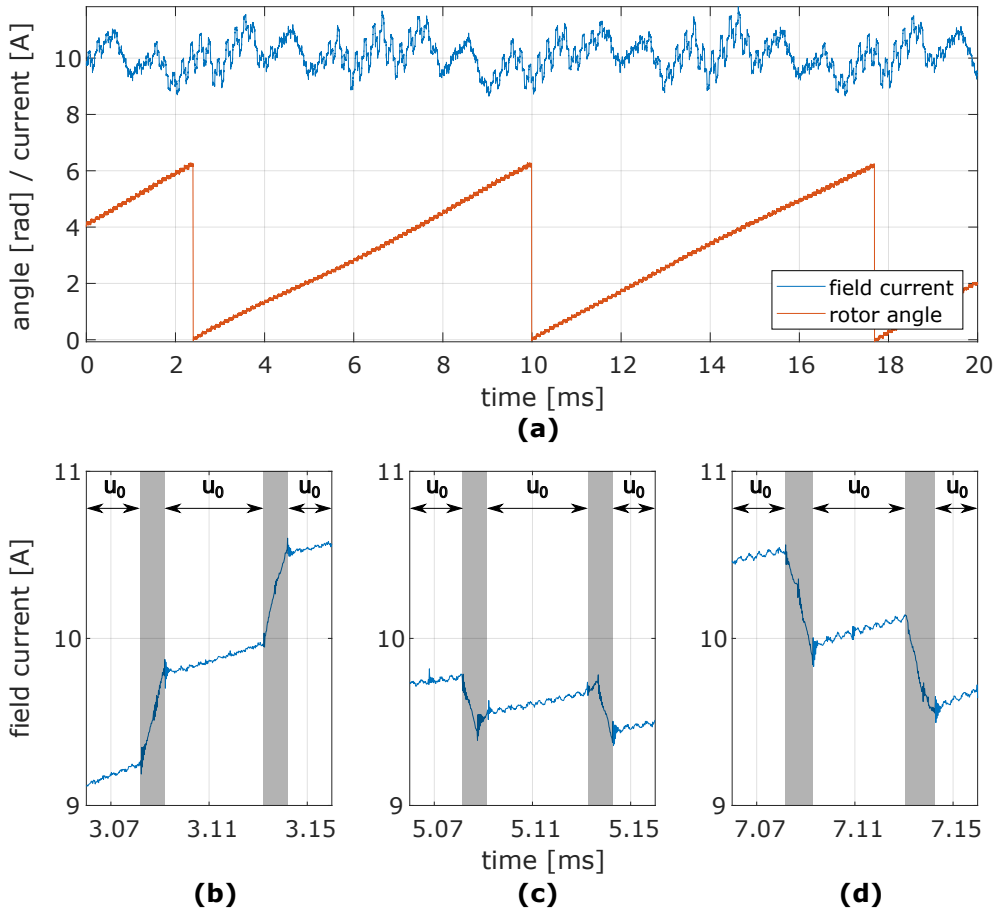 angle [rad] / current [A]
10
8
6
4
2
0
field current
rotor angle
0 2 4 6 8 10 12 14 16 18 20
time [ms]
(a)
field current [A]
11
10
9
u0 u0 u0
3.07 3.11 3.15
(b)
11
10
9
u0 u0 u0
5.07 5.11 5.15
time [ms]
(c)
11
10
9
u0 u0 u0
7.07 7.11 7.15
(d)